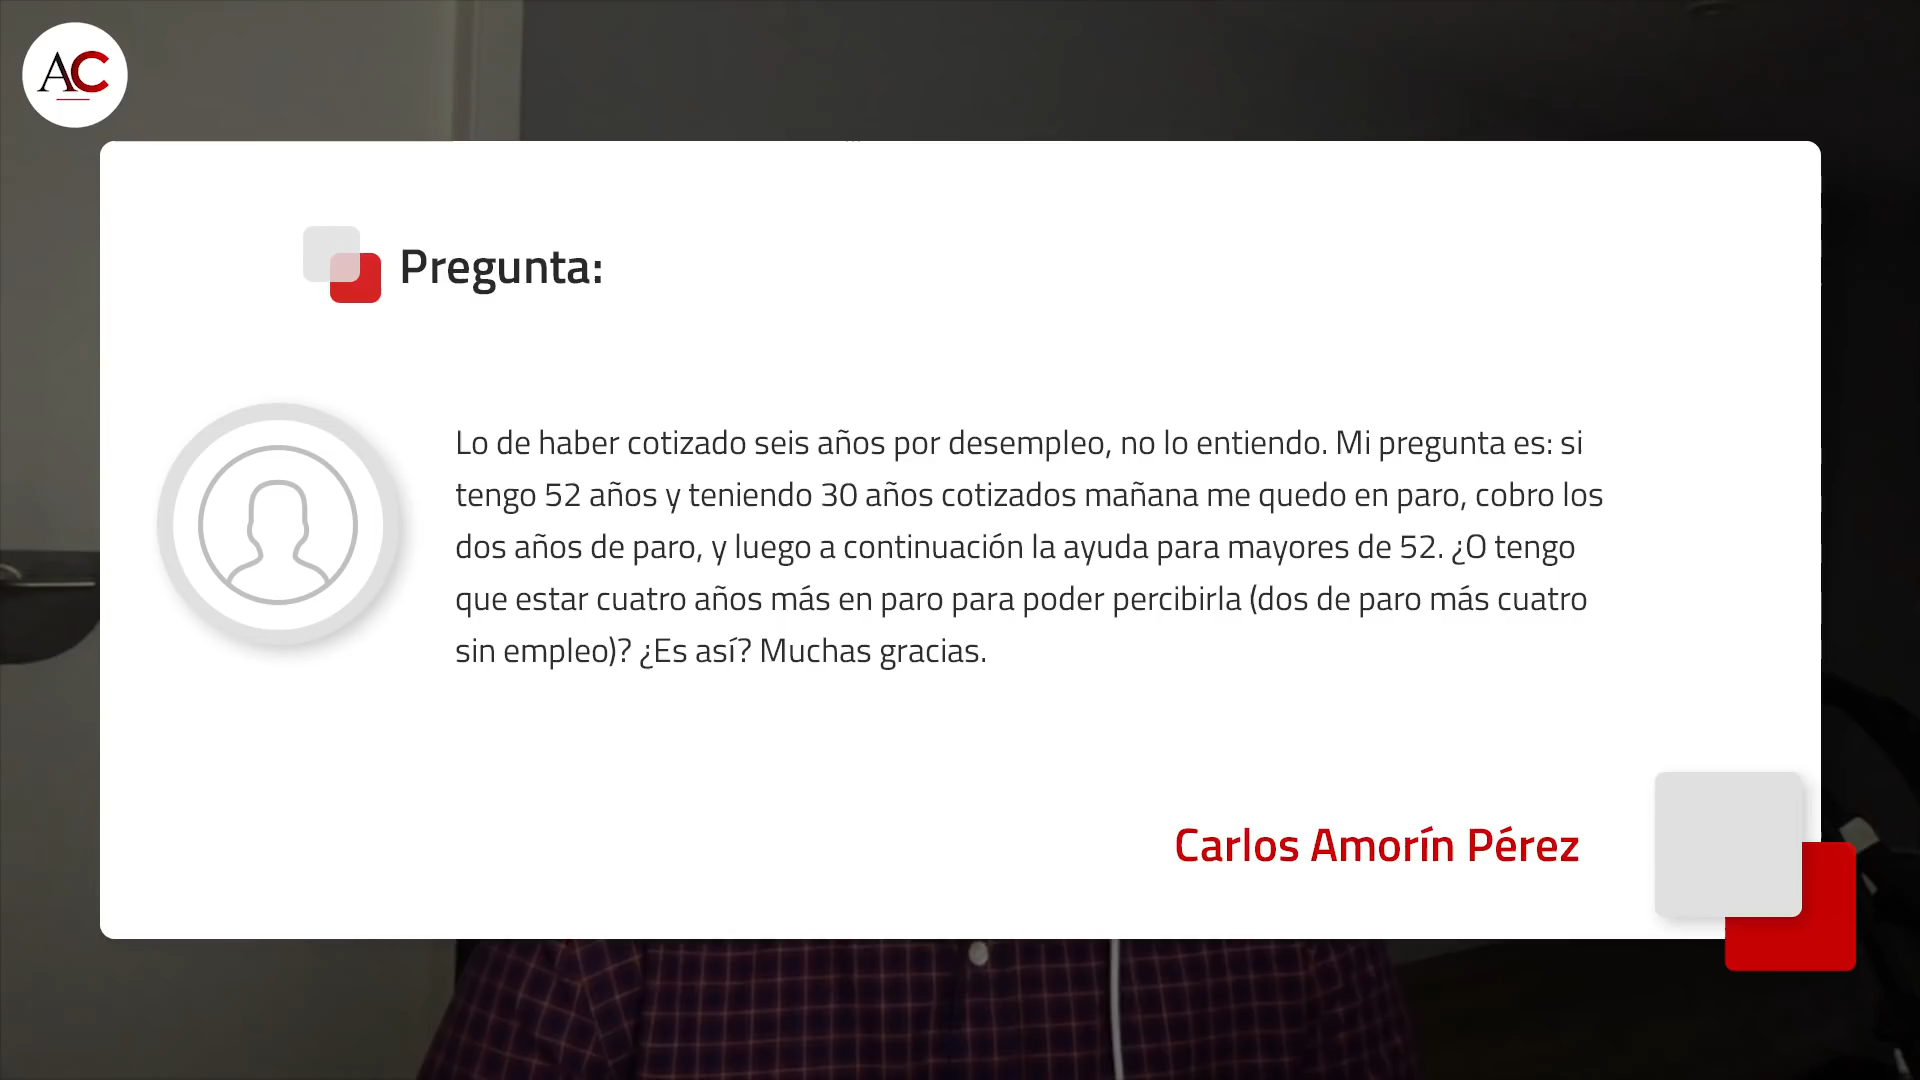 AC
Pregunta:
Lo de haber cotizado seis años por desempleo, no lo entiendo. Mi pregunta es: si
tengo 52 años y teniendo 30 años cotizados mañana me quedo en paro, cobro los
dos años de paro, y luego a continuación la ayuda para mayores de 52. ¿O tengo
que estar cuatro años más en paro para poder percibirla (dos de paro más cuatro
sin empleo)? ¿Es así? Muchas gracias.
Carlos Amorín Pérez